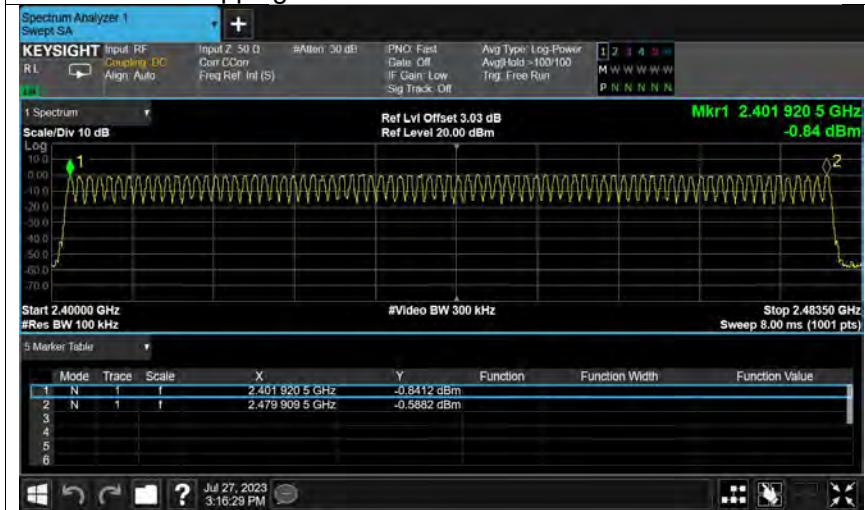 Spectrum Analyzer 1
Swept SA
+
KEYSIGHT Input: RF Input Z: 50 Ω #Atten: 30 dB PNO: Fast Avg Type: Log-Power 1 2 3 4 5 6
RL Coupling: DC Corr CCorr Gate: Off Avg|Hold: >100/100 M W W W W W
Align: Auto Freq Ref: Int (S) IF Gain: Low Trig: Free Run
Sig Track: Off P N N N N N
1 Spectrum Ref Lvl Offset 3.03 dB Mkr1 2.401 920 5 GHz
Scale/Div 10 dB Ref Level 20.00 dBm -0.84 dBm
Log
10.0
1 2
0.00
-10.0
-20.0
-30.0
-40.0
-50.0
-60.0
-70.0
Start 2.40000 GHz #Video BW 300 kHz Stop 2.48350 GHz
#Res BW 100 kHz Sweep 8.00 ms (1001 pts)
5 Marker Table
Mode Trace Scale X Y Function Function Width Function Value
1 N 1 f 2.401 920 5 GHz -0.8412 dBm
2 N 1 f 2.479 909 5 GHz -0.5882 dBm
3
4
5
6
? Jul 27, 2023
3:16:29 PM